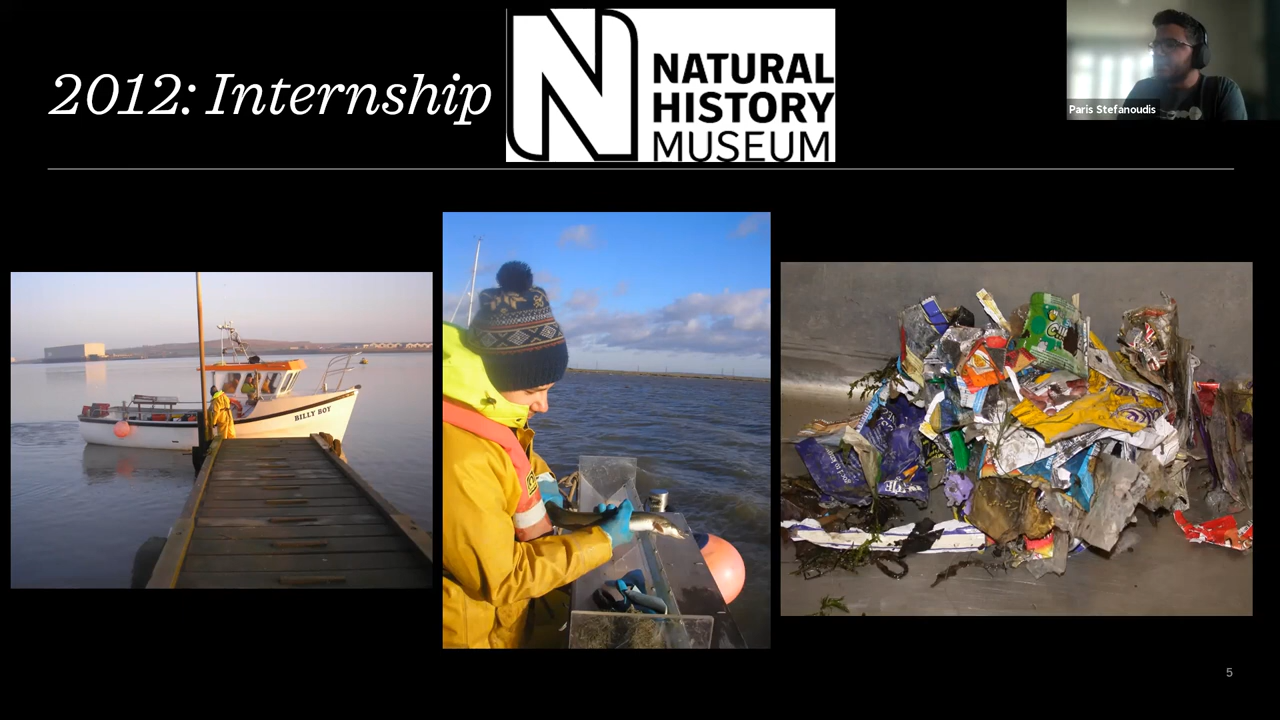 2012: Internship
N
NATURAL
HISTORY
MUSEUM
Paris Stefanoudis
BILLY BOY
5